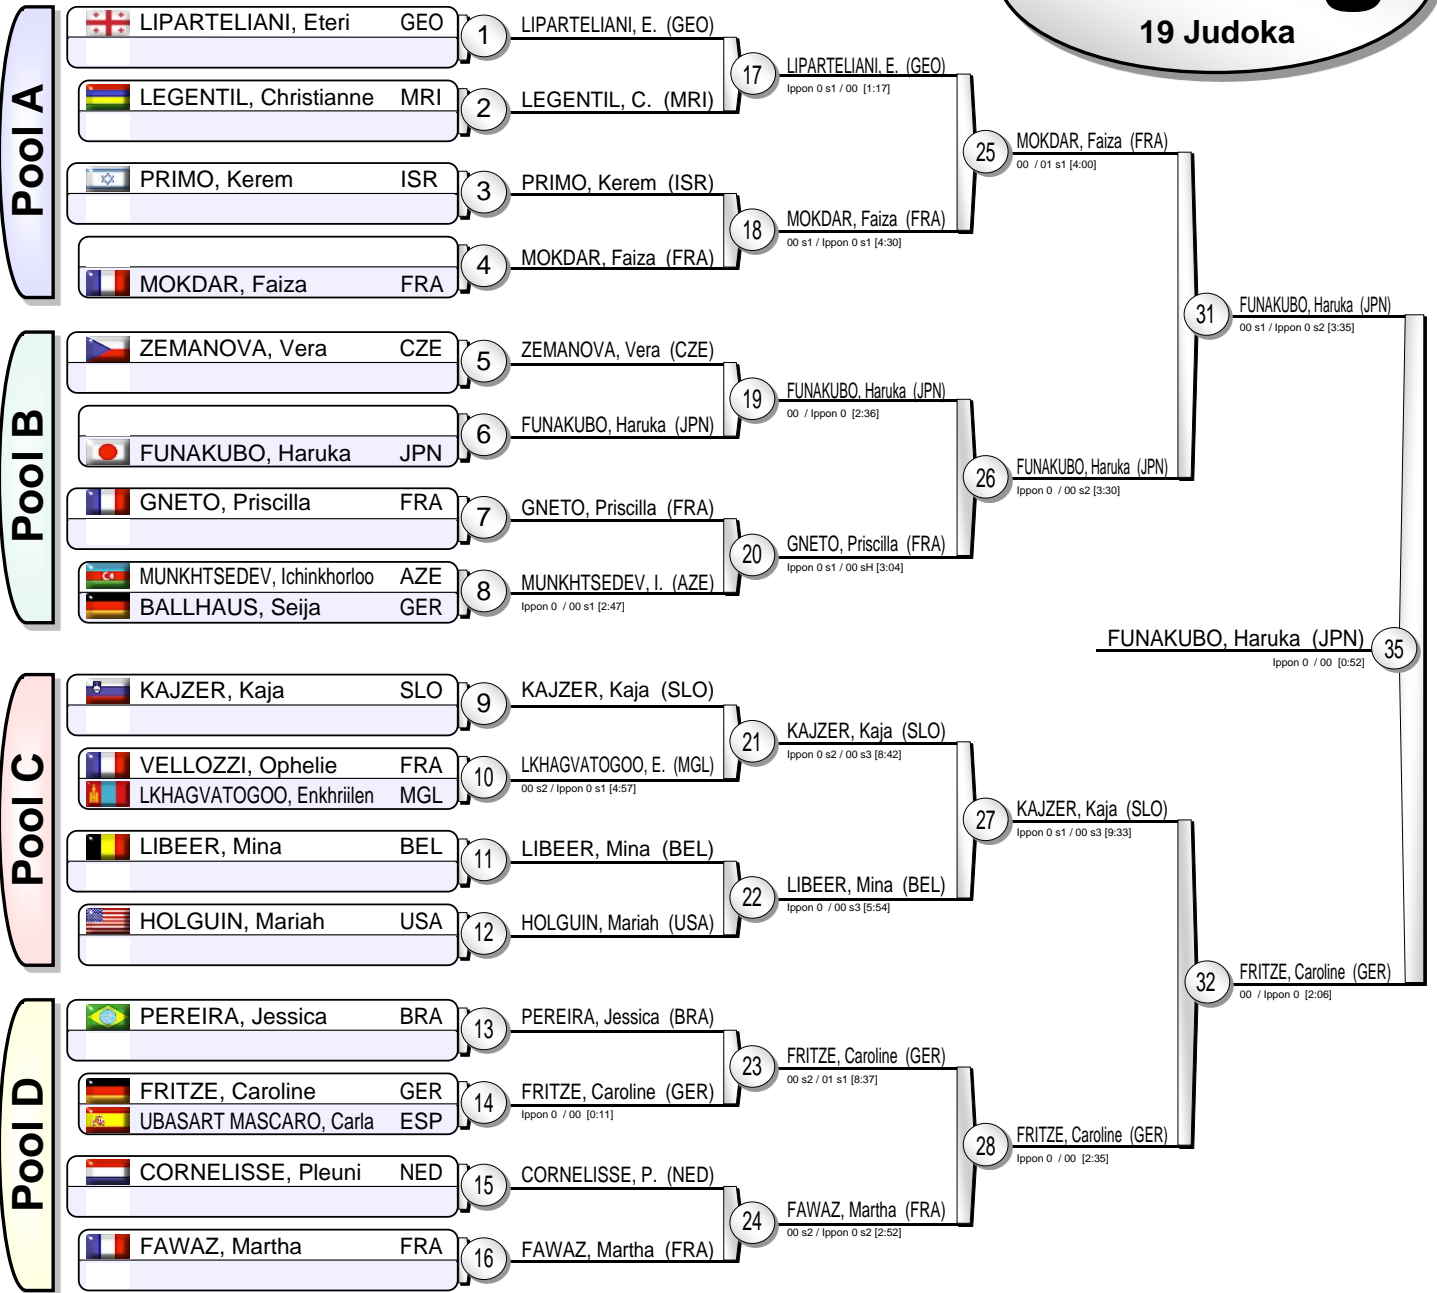 19 Judoka
Pool A
LIPARTELIANI, Eteri GEO
1
LIPARTELIANI, E. (GEO)
LEGENTIL, Christianne MRI
2
LEGENTIL, C. (MRI)
17
LIPARTELIANI, E. (GEO)
Ippon 0 s1 / 00 [1:17]
PRIMO, Kerem ISR
3
PRIMO, Kerem (ISR)
MOKDAR, Faiza FRA
4
MOKDAR, Faiza (FRA)
18
MOKDAR, Faiza (FRA)
00 s1 / Ippon 0 s1 [4:30]
25
MOKDAR, Faiza (FRA)
00 / 01 s1 [4:00]
Pool B
ZEMANOVA, Vera CZE
5
ZEMANOVA, Vera (CZE)
FUNAKUBO, Haruka JPN
6
FUNAKUBO, Haruka (JPN)
19
FUNAKUBO, Haruka (JPN)
00 / Ippon 0 [2:36]
GNETO, Priscilla FRA
7
GNETO, Priscilla (FRA)
MUNKHTSEDEV, Ichinkhorloo AZE
BALLHAUS, Seija GER
8
MUNKHTSEDEV, I. (AZE)
Ippon 0 / 00 s1 [2:47]
20
GNETO, Priscilla (FRA)
Ippon 0 s1 / 00 sH [3:04]
26
FUNAKUBO, Haruka (JPN)
Ippon 0 / 00 s2 [3:30]
31
FUNAKUBO, Haruka (JPN)
00 s1 / Ippon 0 s2 [3:35]
FUNAKUBO, Haruka (JPN)
Ippon 0 / 00 [0:52]
35
Pool C
KAJZER, Kaja SLO
9
KAJZER, Kaja (SLO)
VELLOZZI, Ophelie FRA
LKHAGVATOGOO, Enkhriilen MGL
10
LKHAGVATOGOO, E. (MGL)
00 s2 / Ippon 0 s1 [4:57]
21
KAJZER, Kaja (SLO)
Ippon 0 s2 / 00 s3 [8:42]
LIBEER, Mina BEL
11
LIBEER, Mina (BEL)
HOLGUIN, Mariah USA
12
HOLGUIN, Mariah (USA)
22
LIBEER, Mina (BEL)
Ippon 0 / 00 s3 [5:54]
27
KAJZER, Kaja (SLO)
Ippon 0 s1 / 00 s3 [9:33]
Pool D
PEREIRA, Jessica BRA
13
PEREIRA, Jessica (BRA)
FRITZE, Caroline GER
UBASART MASCARO, Carla ESP
14
FRITZE, Caroline (GER)
Ippon 0 / 00 [0:11]
23
FRITZE, Caroline (GER)
00 s2 / 01 s1 [8:37]
CORNELISSE, Pleuni NED
15
CORNELISSE, P. (NED)
FAWAZ, Martha FRA
16
FAWAZ, Martha (FRA)
24
FAWAZ, Martha (FRA)
00 s2 / Ippon 0 s2 [2:52]
28
FRITZE, Caroline (GER)
Ippon 0 / 00 [2:35]
32
FRITZE, Caroline (GER)
00 / Ippon 0 [2:06]